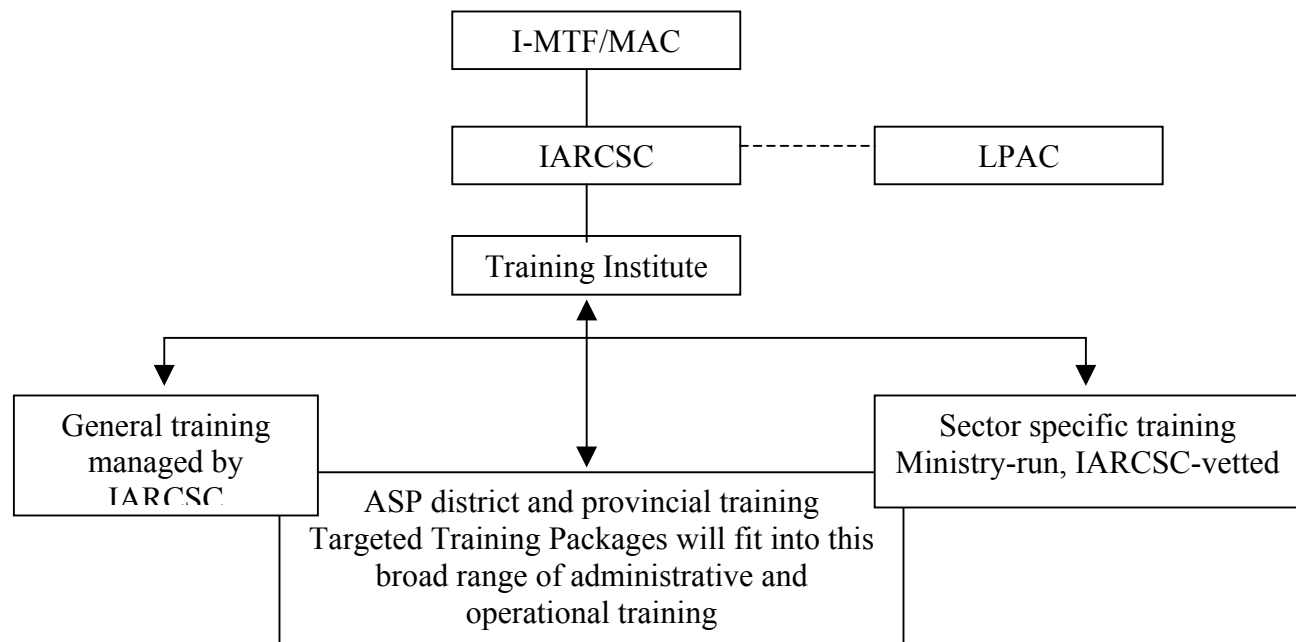 I-MTF/MAC
IARCSC
LPAC
Training Institute
General training
managed by
IARCSC
Sector specific training
Ministry-run, IARCSC-vetted
ASP district and provincial training
Targeted Training Packages will fit into this
broad range of administrative and
operational training